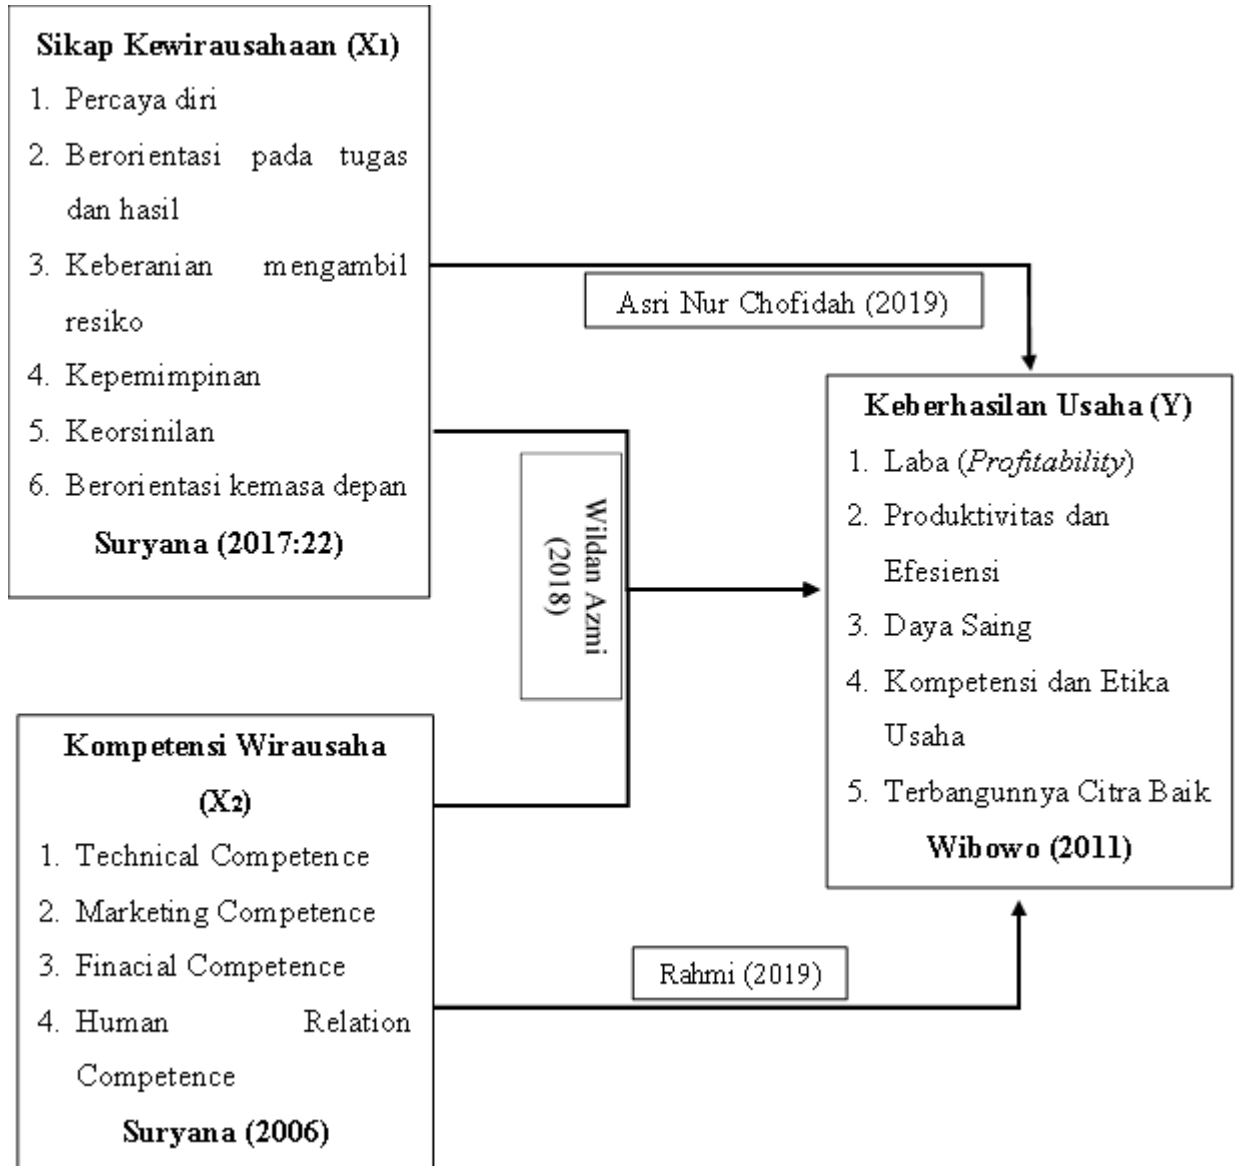 Sikap Kewirausahaan (X1)
1. Percaya diri
2. Berorientasi pada tugas
dan hasil
3. Keberanian mengambil
resiko
4. Kepemimpinan
5. Keorsinilan
6. Berorientasi kemasa depan
Suryana (2017:22)
Asri Nur Chofidah (2019)
Wildan Azmi
(2018)
Keberhasilan Usaha (Y)
1. Laba (Profitability)
2. Produktivitas dan
Efesiensi
3. Daya Saing
4. Kompetensi dan Etika
Usaha
5. Terbangunnya Citra Baik
Wibowo (2011)
Kompetensi Wirausaha
(X2)
1. Technical Competence
2. Marketing Competence
3. Finacial Competence
4. Human Relation
Competence
Suryana (2006)
Rahmi (2019)